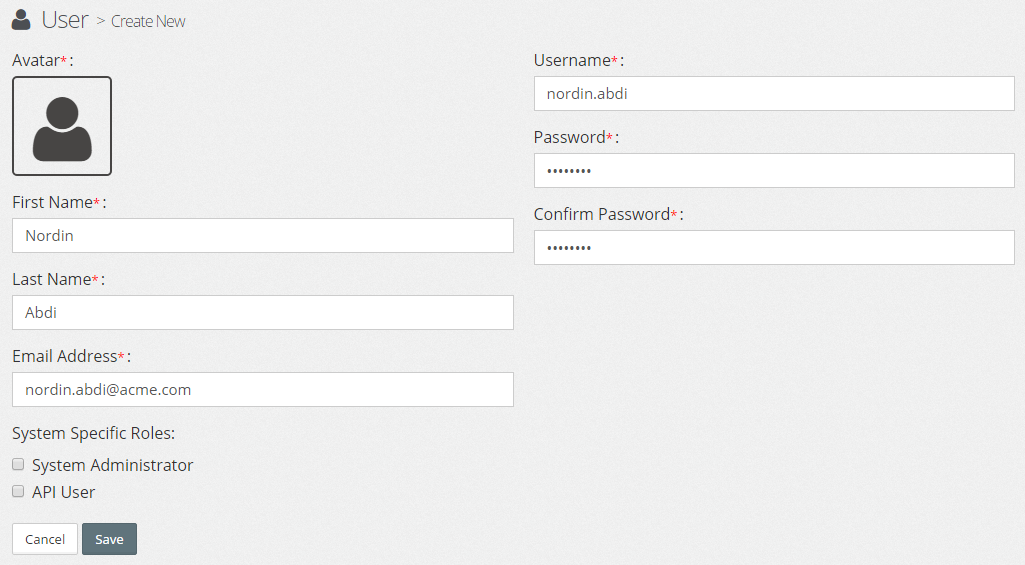 User > Create New
Avatar*:
First Name*:
Nordin
Last Name*:
Abdi
Email Address*:
nordin.abdi@acme.com
System Specific Roles:
System Administrator
API User
Cancel Save
Username*:
nordin.abdi
Password*:
••••••••
Confirm Password*:
••••••••